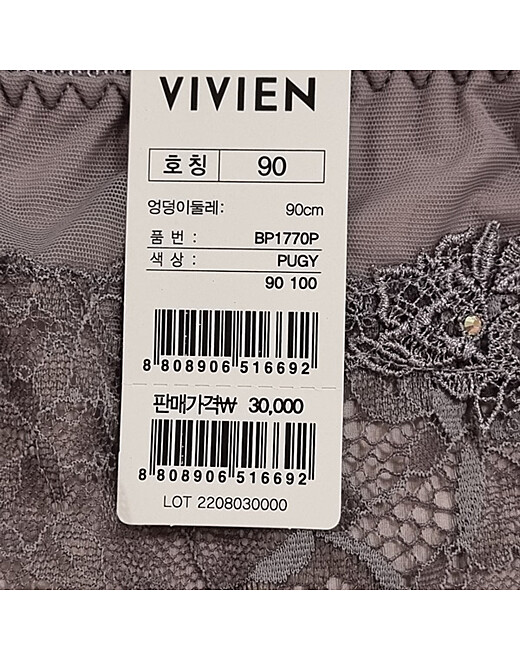 VIVIEN
호칭 90
엉덩이둘레: 90cm
품 번 : BP1770P
색 상 : PUGY
90 100
8 808906 516692
판매가격₩ 30,000
8 808906 516692
LOT 2208030000